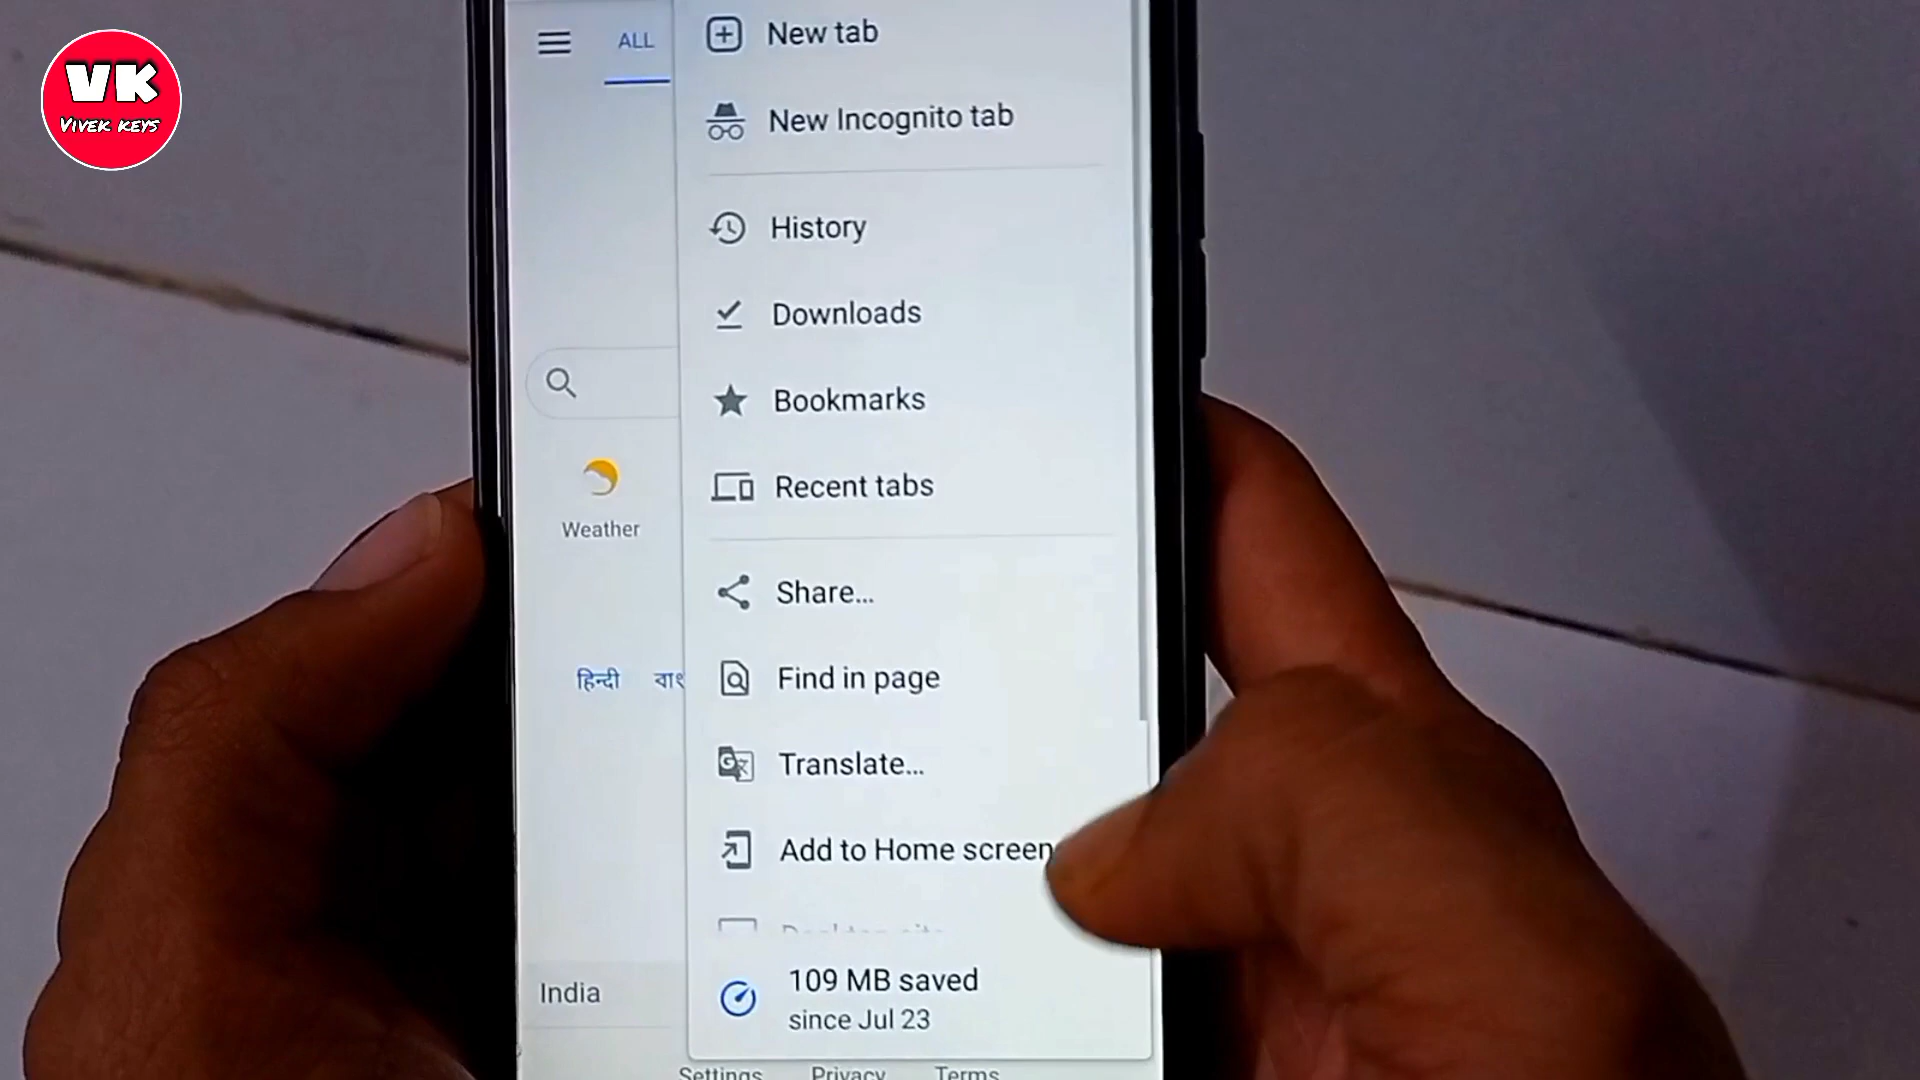 VK
Vivek keys
ALL
New tab
New Incognito tab
History
Downloads
Bookmarks
Recent tabs
Weather
Share...
Find in page
हिन्दी
Translate...
Add to Home screen
109 MB saved
since Jul 23
India
Settings Privacy Terms